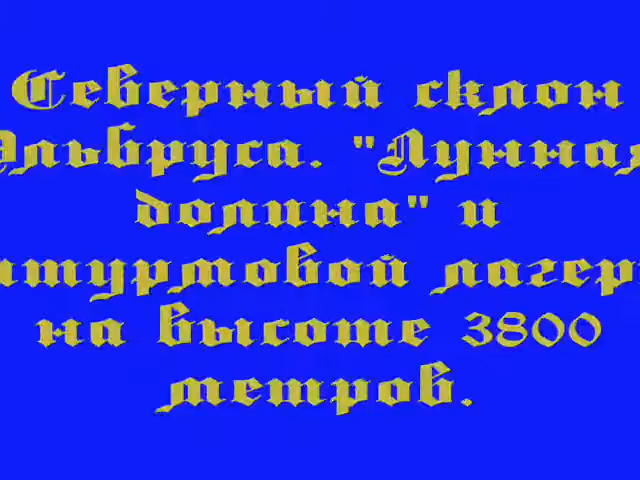 Северный склон
Эльбруса. "Лунная
долина" и
штурмовой лагерь
на высоте 3800
метров.